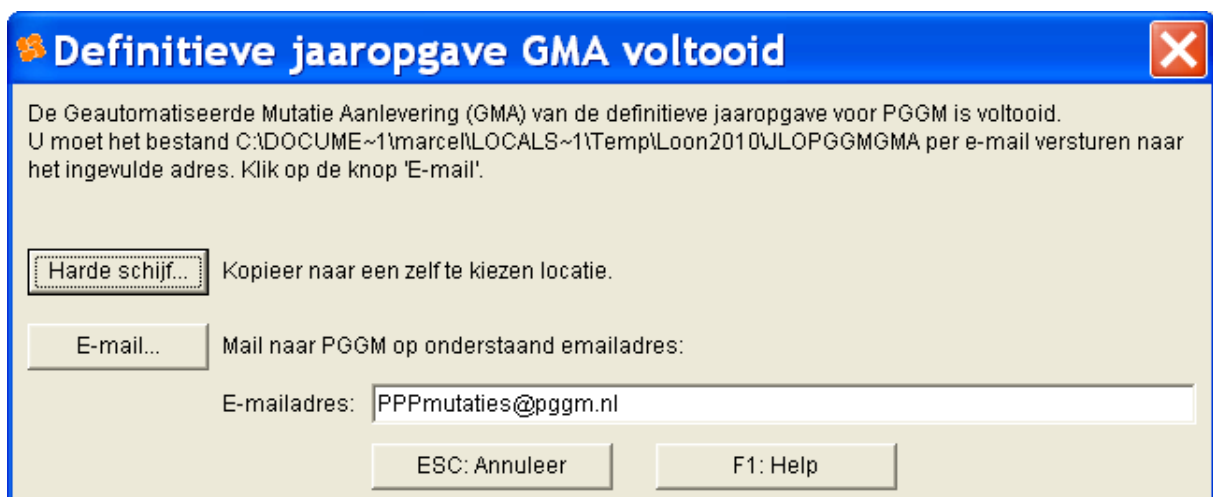 Definitieve jaaropgave GMA voltooid
De Geautomatiseerde Mutatie Aanlevering (GMA) van de definitieve jaaropgave voor PGGM is voltooid.
U moet het bestand C:\DOCUME~1\marcel\LOCALS~1\Temp\Loon2010\JLOPGGMGMA per e-mail versturen naar
het ingevulde adres. Klik op de knop 'E-mail'.
Harde schijf... Kopieer naar een zelf te kiezen locatie.
E-mail... Mail naar PGGM op onderstaand emailadres:
E-mailadres: PPPmutaties@pggm.nl
ESC: Annuleer F1: Help